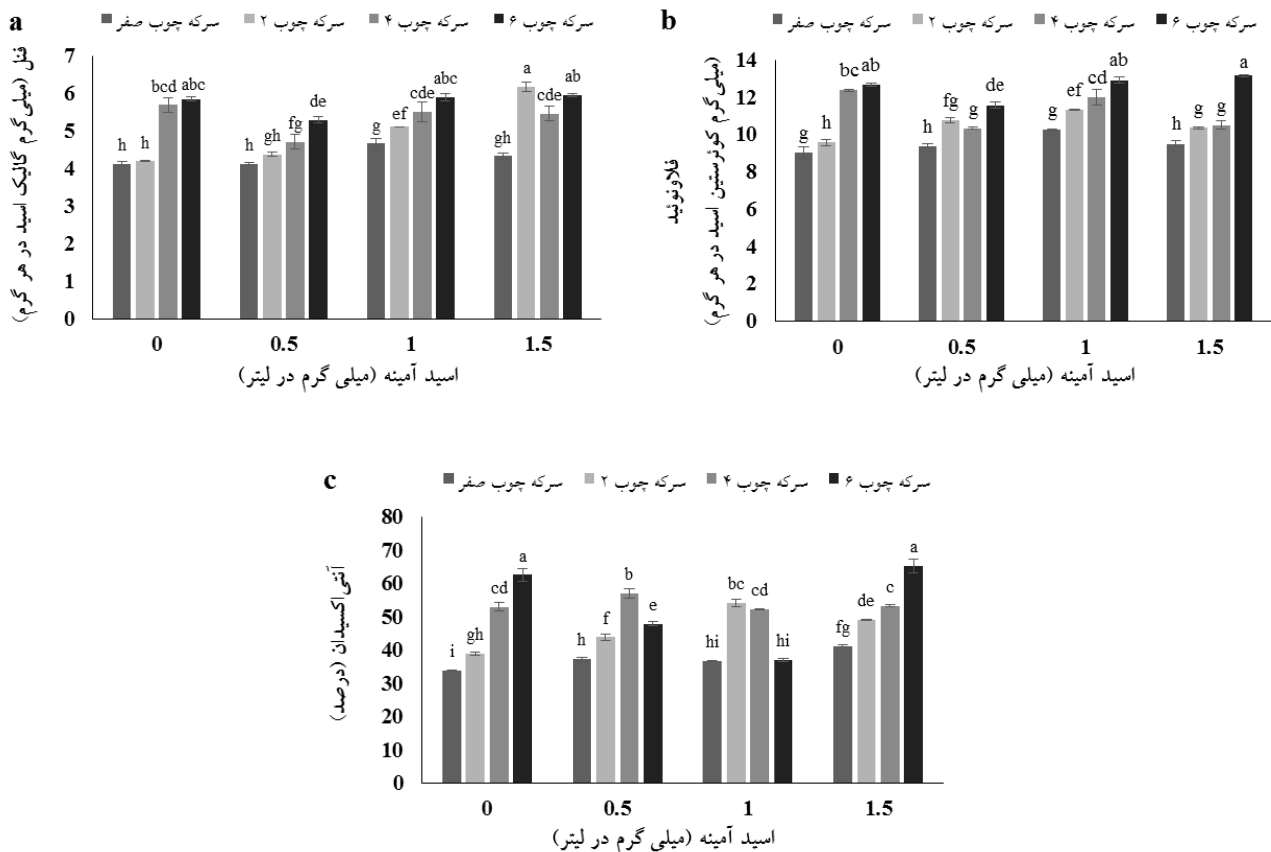 a
سرکه چوب صفر سرکه چوب ۲ سرکه چوب ۴ سرکه چوب ۶
فنل (میلی گرم گالیک اسید در هر گرم)
7
6
5
4
3
2
1
0
h h bcd abc
h gh fg de
g ef cde abc
gh a cde ab
0 0.5 1 1.5
اسید آمینه (میلی گرم در لیتر)
b
سرکه چوب صفر سرکه چوب ۲ سرکه چوب ۴ سرکه چوب ۶
فلاونوئید
(میلی گرم کوئرستین اسید در هر گرم)
14
12
10
8
6
4
2
0
g h bc ab
h fg g de
g ef cd ab
h g g a
0 0.5 1 1.5
اسید آمینه (میلی گرم در لیتر)
c
سرکه چوب صفر سرکه چوب ۲ سرکه چوب ۴ سرکه چوب ۶
آنتی‌اکسیدان (درصد)
80
70
60
50
40
30
20
10
0
i gh cd a
h f b e
hi bc cd hi
fg de c a
0 0.5 1 1.5
اسید آمینه (میلی گرم در لیتر)